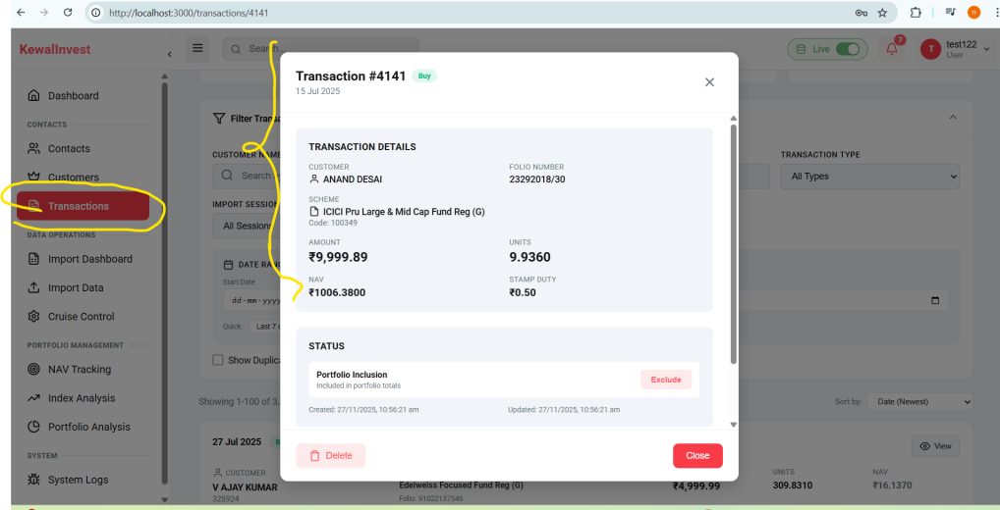 http://localhost:3000/transactions/4141
KewalInvest
Search
Live
7
T
test122
User
n
Dashboard
CONTACTS
Contacts
Customers
Transactions
DATA OPERATIONS
Import Dashboard
Import Data
Cruise Control
PORTFOLIO MANAGEMENT
NAV Tracking
Index Analysis
Portfolio Analysis
SYSTEM
System Logs
Filter Transa
CUSTOMER NAME
Search
TRANSACTION TYPE
All Types
IMPORT SESSION
All Sessions
DATE RANG
Start Date
dd-mm-yyyy
Quick:
Last 7 d
Show Duplica
Showing 1-100 of 3,
Sort by:
Date (Newest)
Transaction #4141 Buy
15 Jul 2025
TRANSACTION DETAILS
CUSTOMER
ANAND DESAI
FOLIO NUMBER
23292018/30
SCHEME
ICICI Pru Large & Mid Cap Fund Reg (G)
Code: 100349
AMOUNT
₹9,999.89
UNITS
9.9360
NAV
₹1006.3800
STAMP DUTY
₹0.50
STATUS
Portfolio Inclusion
Included in portfolio totals
Exclude
Created: 27/11/2025, 10:56:21 am
Updated: 27/11/2025, 10:56:21 am
Delete
Close
27 Jul 2025
View
CUSTOMER
V AJAY KUMAR
325924
Edelweiss Focused Fund Reg (G)
Folio: 91022137546
₹4,999.99
UNITS
309.8310
NAV
₹16.1370